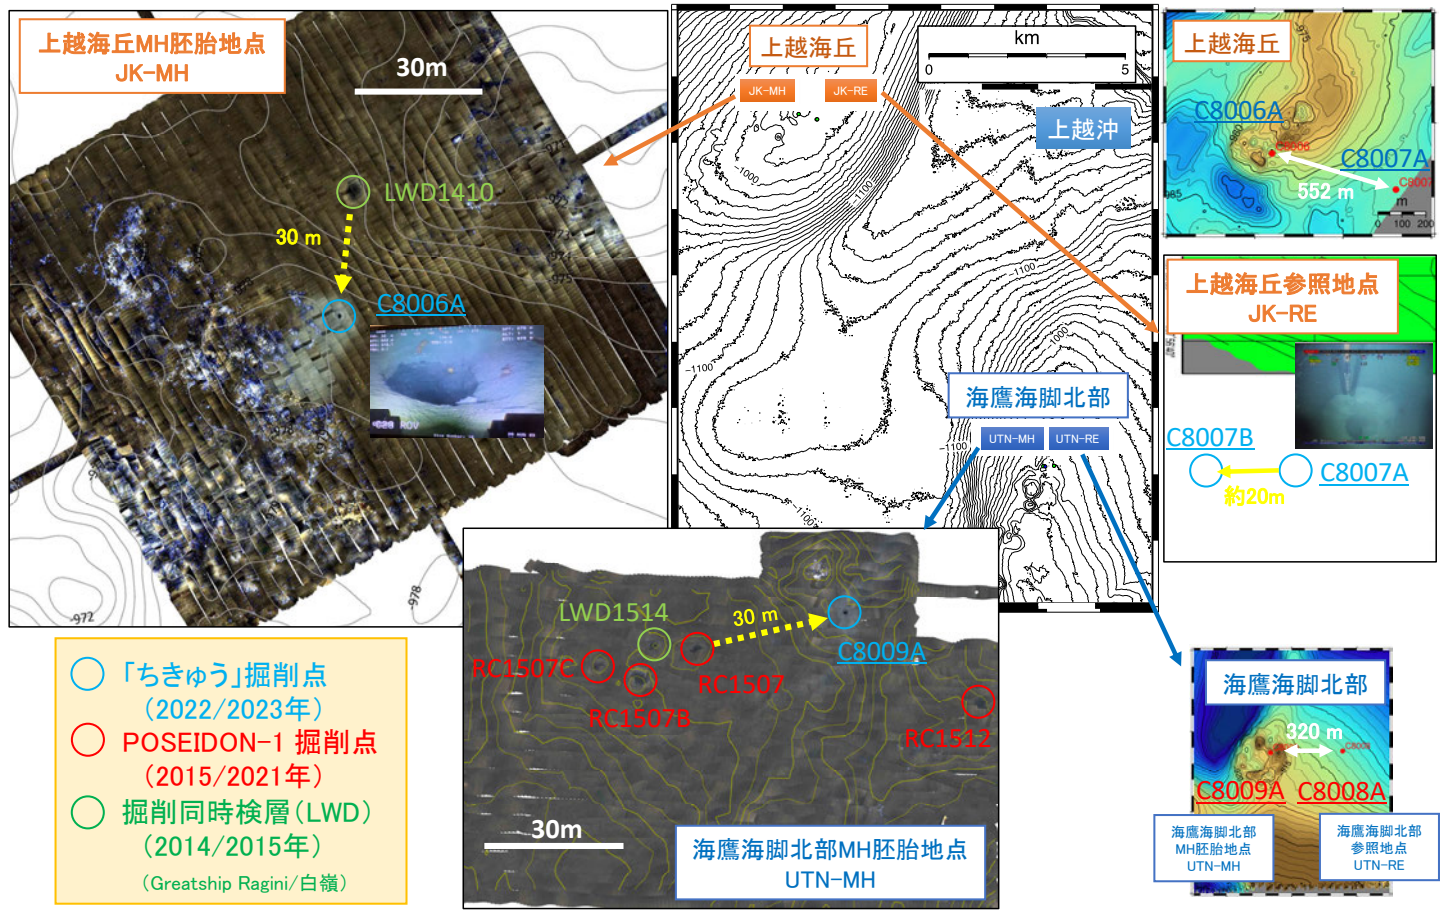 上越海丘MH胚胎地点
JK-MH
30m
LWD1410
30 m
C8006A
-972
-978
-974
-975
上越海丘
km
0 5
JK-MH JK-RE
上越沖
-1000
-1100
-1100
-1100
-1000
-1100
-1100
海鷹海脚北部
UTN-MH UTN-RE
上越海丘
C8006A
C8007A
552 m
m
0 100 200
上越海丘参照地点
JK-RE
C8007B
C8007A
約20m
LWD1514
30 m
C8009A
RC1507C
RC1507
RC1507B
RC1512
30m
海鷹海脚北部MH胚胎地点
UTN-MH
海鷹海脚北部
320 m
C8009A C8008A
海鷹海脚北部
MH胚胎地点
UTN-MH
海鷹海脚北部
参照地点
UTN-RE
「ちきゅう」掘削点
（2022/2023年）
POSEIDON-1 掘削点
（2015/2021年）
掘削同時検層（LWD）
（2014/2015年）
（Greatship Ragini/白嶺）